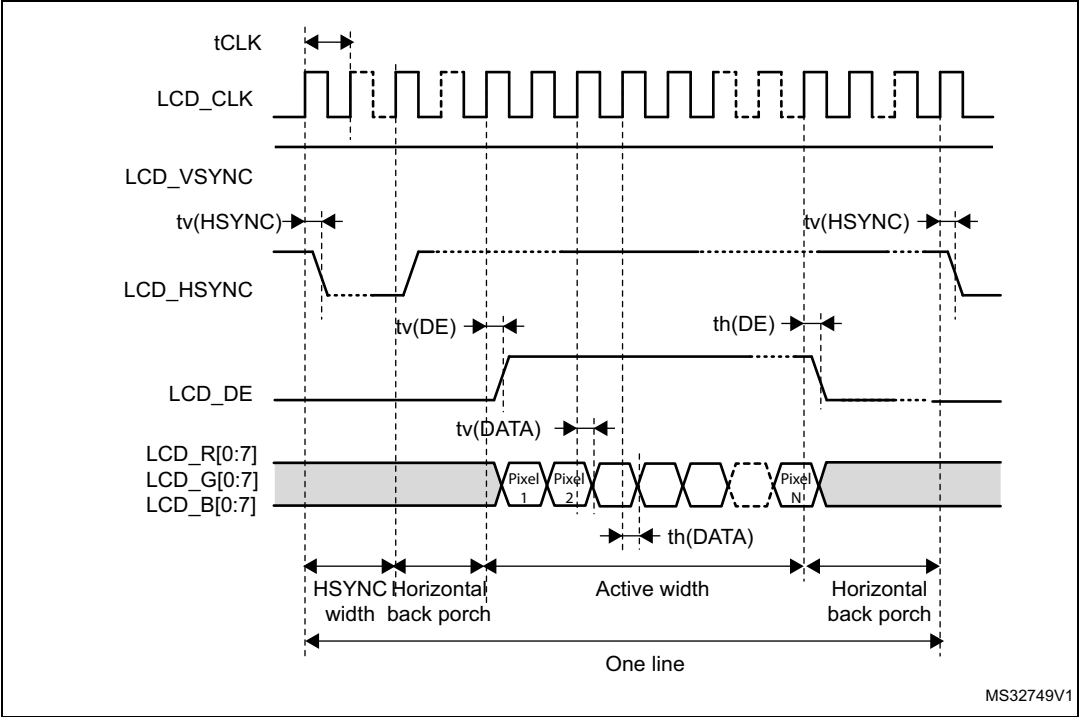 tCLK
LCD_CLK
LCD_VSYNC
tv(HSYNC)
tv(HSYNC)
LCD_HSYNC
tv(DE)
th(DE)
LCD_DE
tv(DATA)
LCD_R[0:7]
LCD_G[0:7]
LCD_B[0:7]
Pixel
1
Pixel
2
Pixel
N
th(DATA)
HSYNC
width
Horizontal
back porch
Active width
Horizontal
back porch
One line
MS32749V1